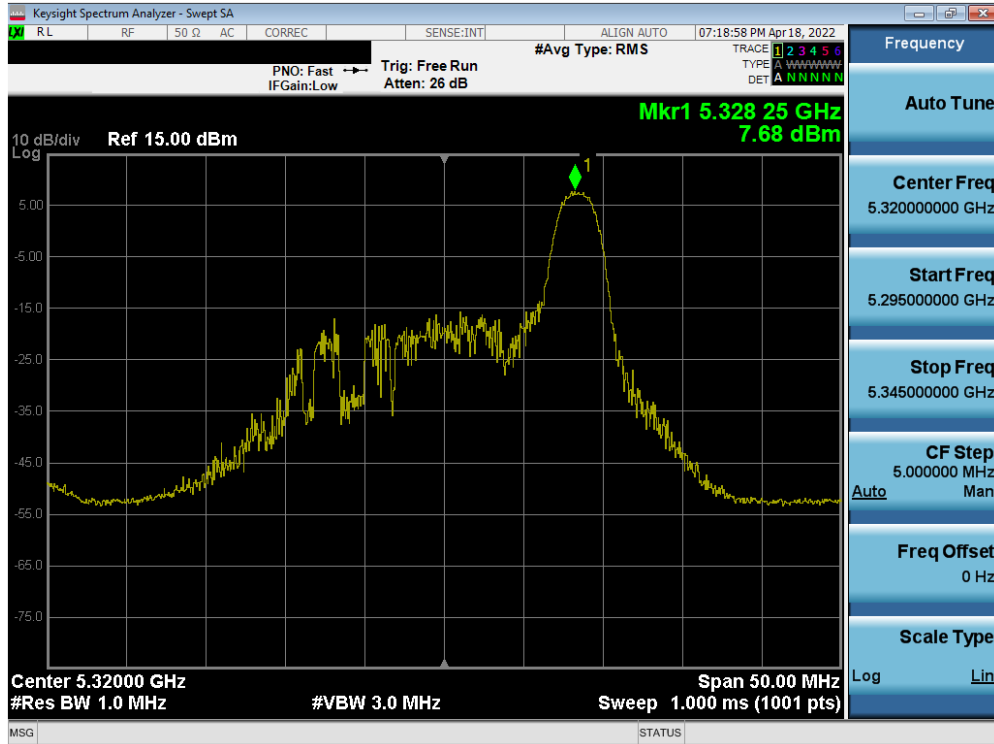 Keysight Spectrum Analyzer - Swept SA
LXI RL RF 50 Ω AC CORREC SENSE:INT ALIGN AUTO 07:18:58 PM Apr 18, 2022
#Avg Type: RMS
TRACE 1 2 3 4 5 6
PNO: Fast Trig: Free Run TYPE A WWWWW
IFGain:Low Atten: 26 dB DET A N N N N N
Mkr1 5.328 25 GHz
7.68 dBm
10 dB/div Ref 15.00 dBm
Log
1
5.00
-5.00
-15.0
-25.0
-35.0
-45.0
-55.0
-65.0
-75.0
Center 5.32000 GHz Span 50.00 MHz
#Res BW 1.0 MHz #VBW 3.0 MHz Sweep 1.000 ms (1001 pts)
MSG STATUS
Frequency
Auto Tune
Center Freq
5.320000000 GHz
Start Freq
5.295000000 GHz
Stop Freq
5.345000000 GHz
CF Step
5.000000 MHz
Auto Man
Freq Offset
0 Hz
Scale Type
Log Lin